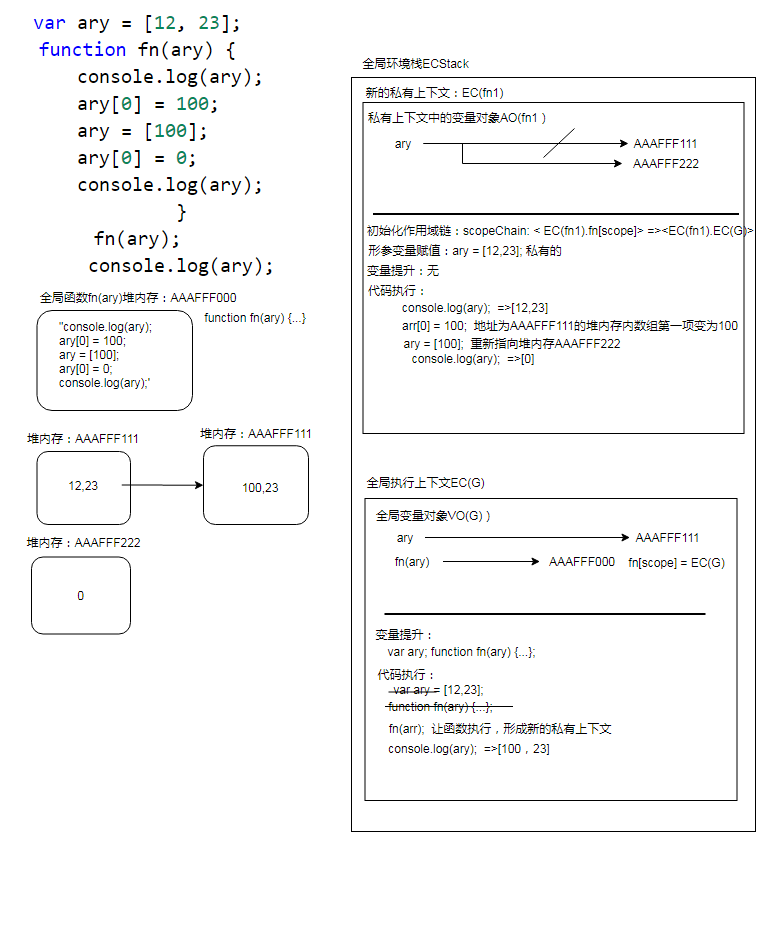 var ary = [12, 23];
function fn(ary) {
console.log(ary);
ary[0] = 100;
ary = [100];
ary[0] = 0;
console.log(ary);
}
fn(ary);
console.log(ary);
全局函数fn(ary)堆内存：AAAFFF000
function fn(ary) {...}
"console.log(ary);
ary[0] = 100;
ary = [100];
ary[0] = 0;
console.log(ary);'
堆内存：AAAFFF111
12,23
堆内存：AAAFFF111
100,23
堆内存：AAAFFF222
0
全局环境栈ECStack
新的私有上下文：EC(fn1)
私有上下文中的变量对象AO(fn1 )
ary
AAAFFF111
AAAFFF222
初始化作用域链：scopeChain: < EC(fn1).fn[scope]> =><EC(fn1).EC(G)>
形参变量赋值：ary = [12,23]; 私有的
变量提升：无
代码执行：
console.log(ary);  =>[12,23]
arr[0] = 100;  地址为AAAFFF111的堆内存内数组第一项变为100
ary = [100];  重新指向堆内存AAAFFF222
console.log(ary);  =>[0]
全局执行上下文EC(G)
全局变量对象VO(G) )
ary
AAAFFF111
fn(ary)
AAAFFF000
fn[scope] = EC(G)
变量提升：
var ary; function fn(ary) {...};
代码执行：
var ary = [12,23];
function fn(ary) {...};
fn(arr);  让函数执行，形成新的私有上下文
console.log(ary);  =>[100，23]